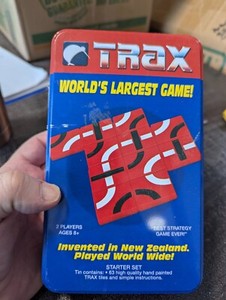 TRAX
WORLD'S LARGEST GAME!
2 PLAYERS
AGES 8+
"BEST STRATEGY
GAME EVER!"
Invented in New Zealand.
Played World Wide!
STARTER SET
Tin contains: • 63 high quality hand painted
TRAX tiles and simple instructions.